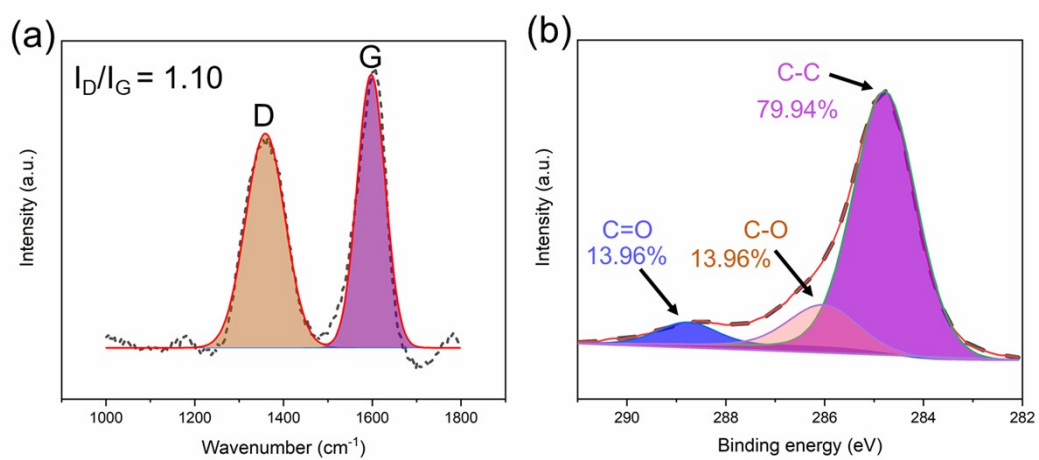 (a)
I_D/I_G = 1.10
D
G
Intensity (a.u.)
1000 1200 1400 1600 1800
Wavenumber (cm⁻¹)
(b)
C-C
79.94%
C=O
13.96%
C-O
13.96%
Intensity (a.u.)
290 288 286 284 282
Binding energy (eV)